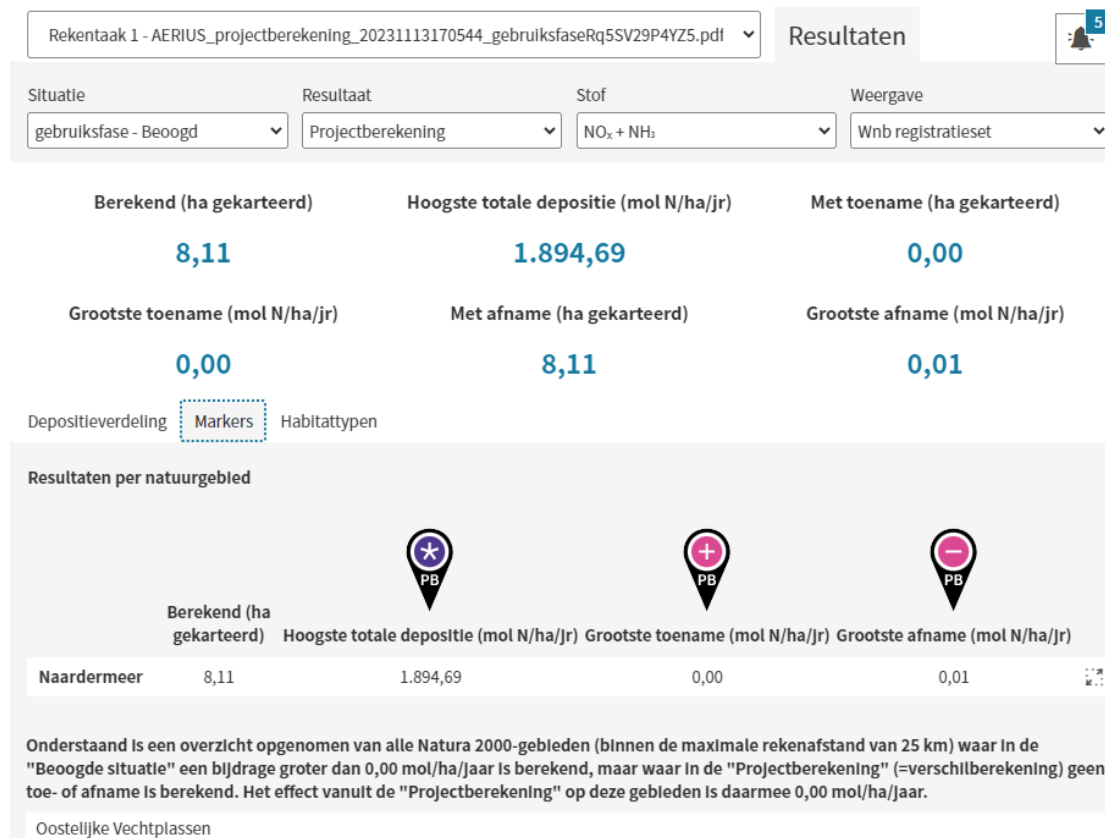 Rekentaak 1 - AERIUS_projectberekening_20231113170544_gebruiksfaseRq5SV29P4YZ5.pdf
Resultaten
5
Situatie
Resultaat
Stof
Weergave
gebruiksfase - Beoogd
Projectberekening
NOₓ + NH₃
Wnb registratieset
Berekend (ha gekarteerd)
Hoogste totale depositie (mol N/ha/jr)
Met toename (ha gekarteerd)
8,11
1.894,69
0,00
Grootste toename (mol N/ha/jr)
Met afname (ha gekarteerd)
Grootste afname (mol N/ha/jr)
0,00
8,11
0,01
Depositieverdeling
Markers
Habitattypen
Resultaten per natuurgebied
PB
PB
PB
Berekend (ha
gekarteerd)
Hoogste totale depositie (mol N/ha/jr)
Grootste toename (mol N/ha/jr)
Grootste afname (mol N/ha/jr)
Naardermeer
8,11
1.894,69
0,00
0,01
Onderstaand is een overzicht opgenomen van alle Natura 2000-gebieden (binnen de maximale rekenafstand van 25 km) waar in de
"Beoogde situatie" een bijdrage groter dan 0,00 mol/ha/jaar is berekend, maar waar in de "Projectberekening" (=verschilberekening) geen
toe- of afname is berekend. Het effect vanuit de "Projectberekening" op deze gebieden is daarmee 0,00 mol/ha/jaar.
Oostelijke Vechtplassen